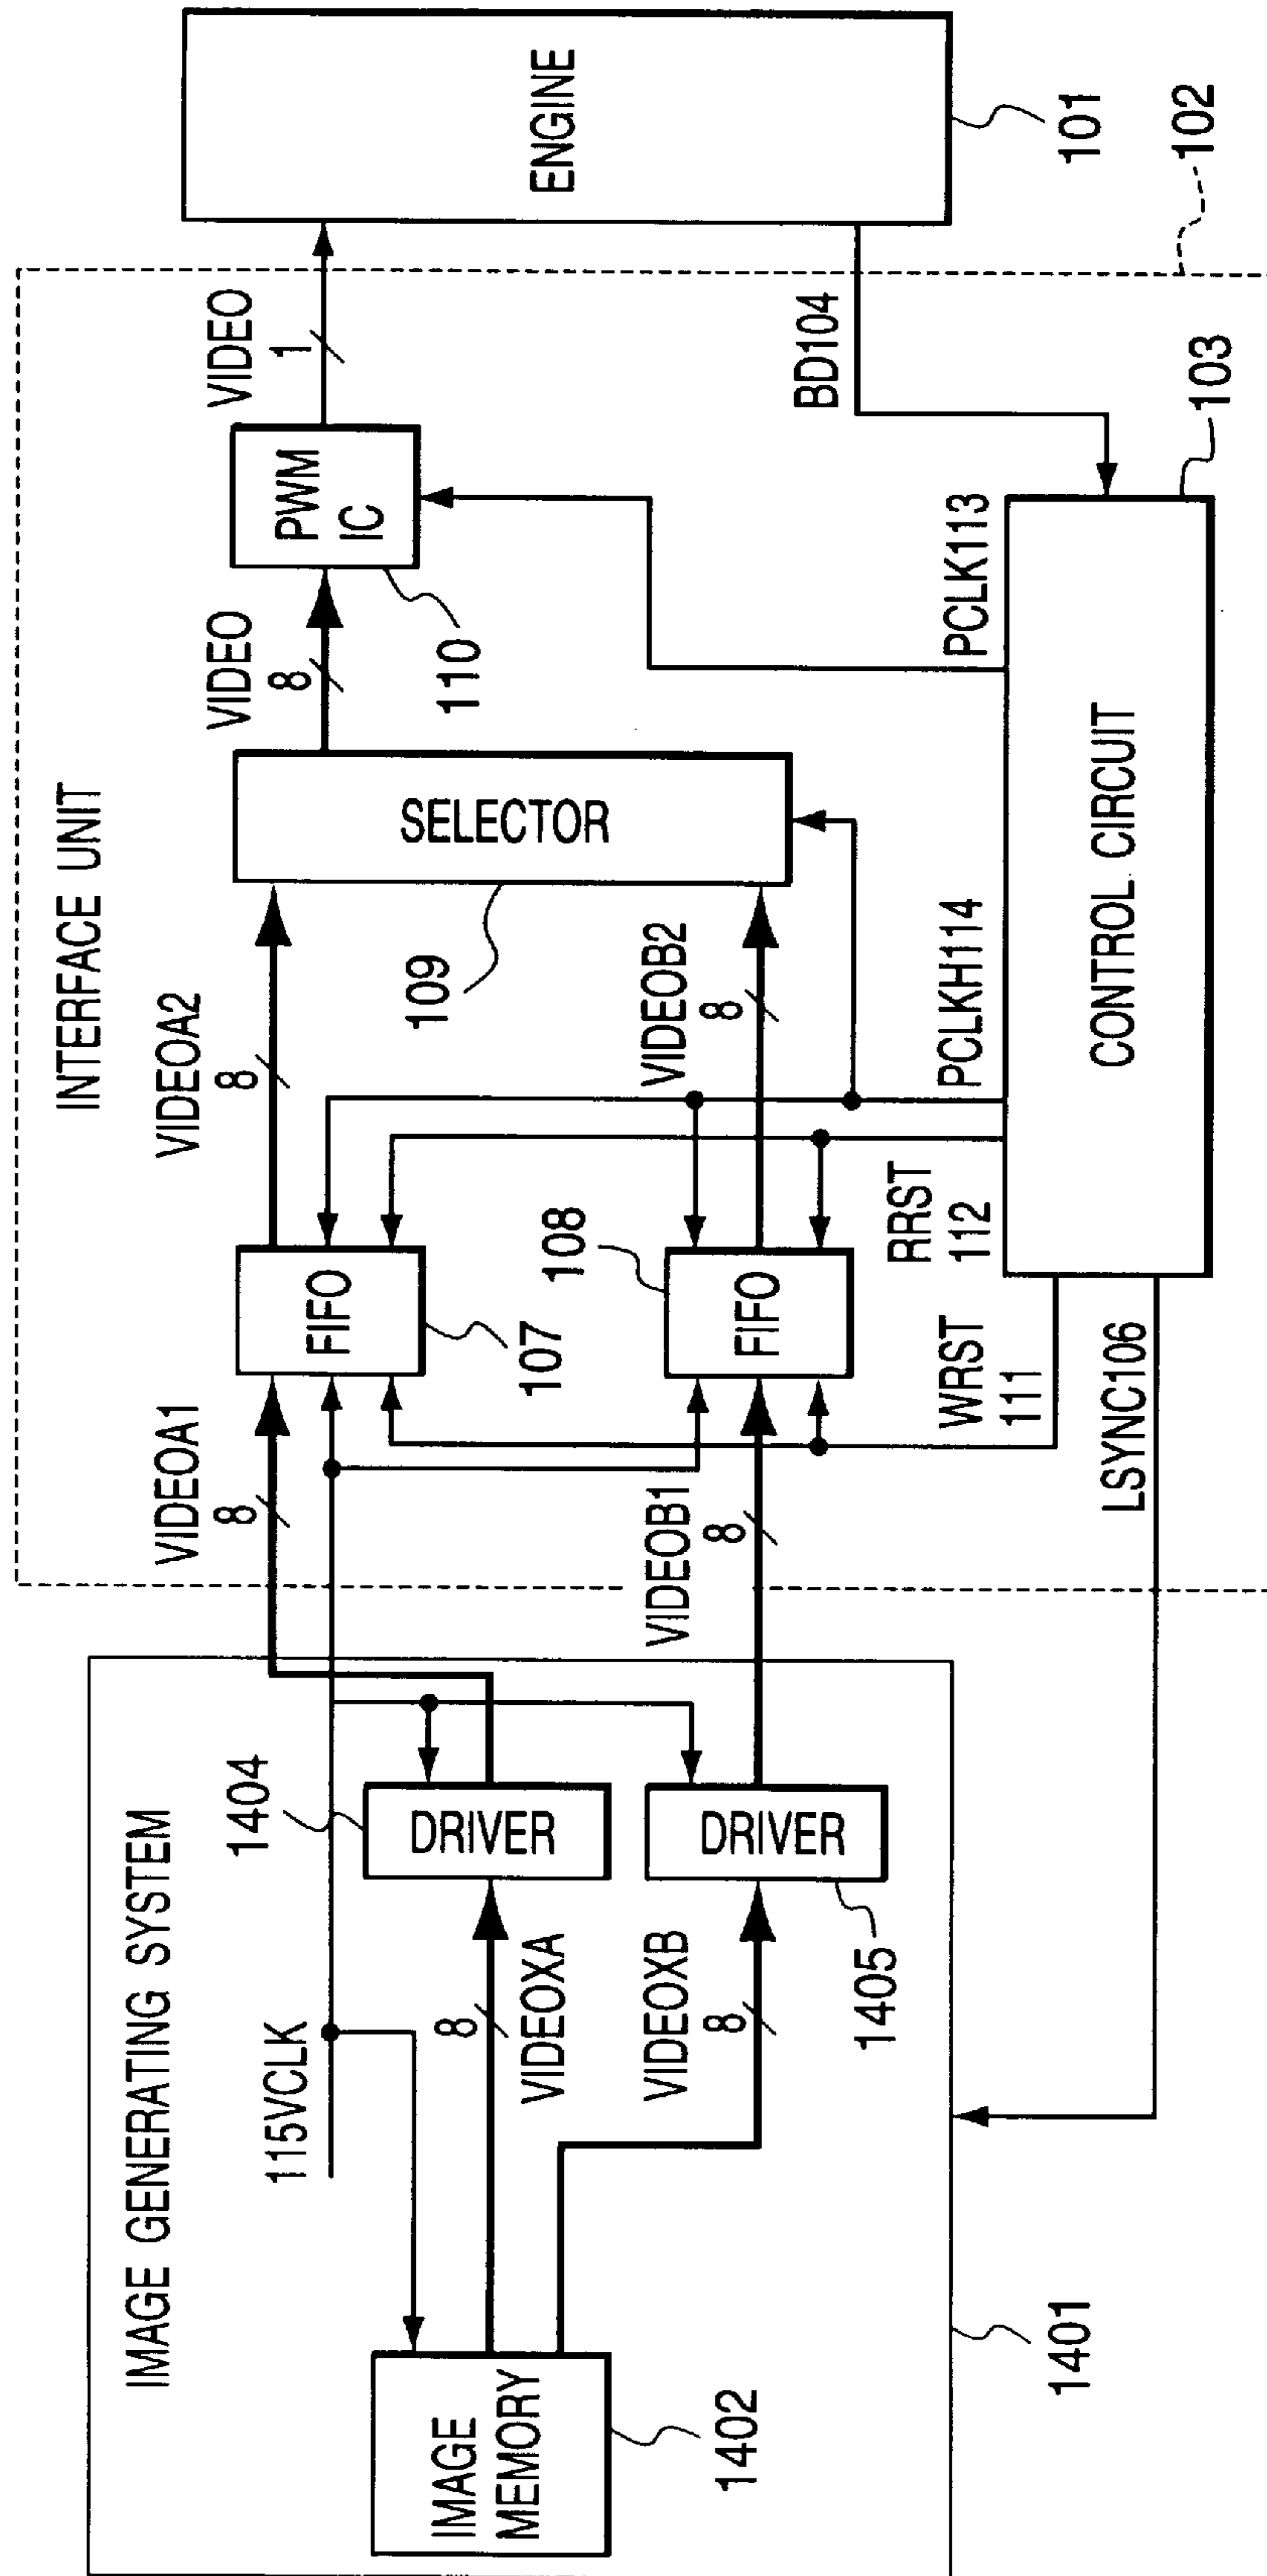 IMAGE GENERATING SYSTEM
115VCLK
IMAGE
MEMORY
1402
8
VIDEOXA
VIDEOXB
8
1404
DRIVER
DRIVER
1405
1401
INTERFACE UNIT
VIDEOA1
8
VIDEOB1
8
FIFO
107
108
FIFO
WRST
111
LSYNC106
RRST
112
VIDEOA2
8
VIDEOB2
8
PCLKH114
109
SELECTOR
VIDEO
8
PWM
IC
110
PCLK113
CONTROL CIRCUIT
103
VIDEO
1
BD104
ENGINE
101
102